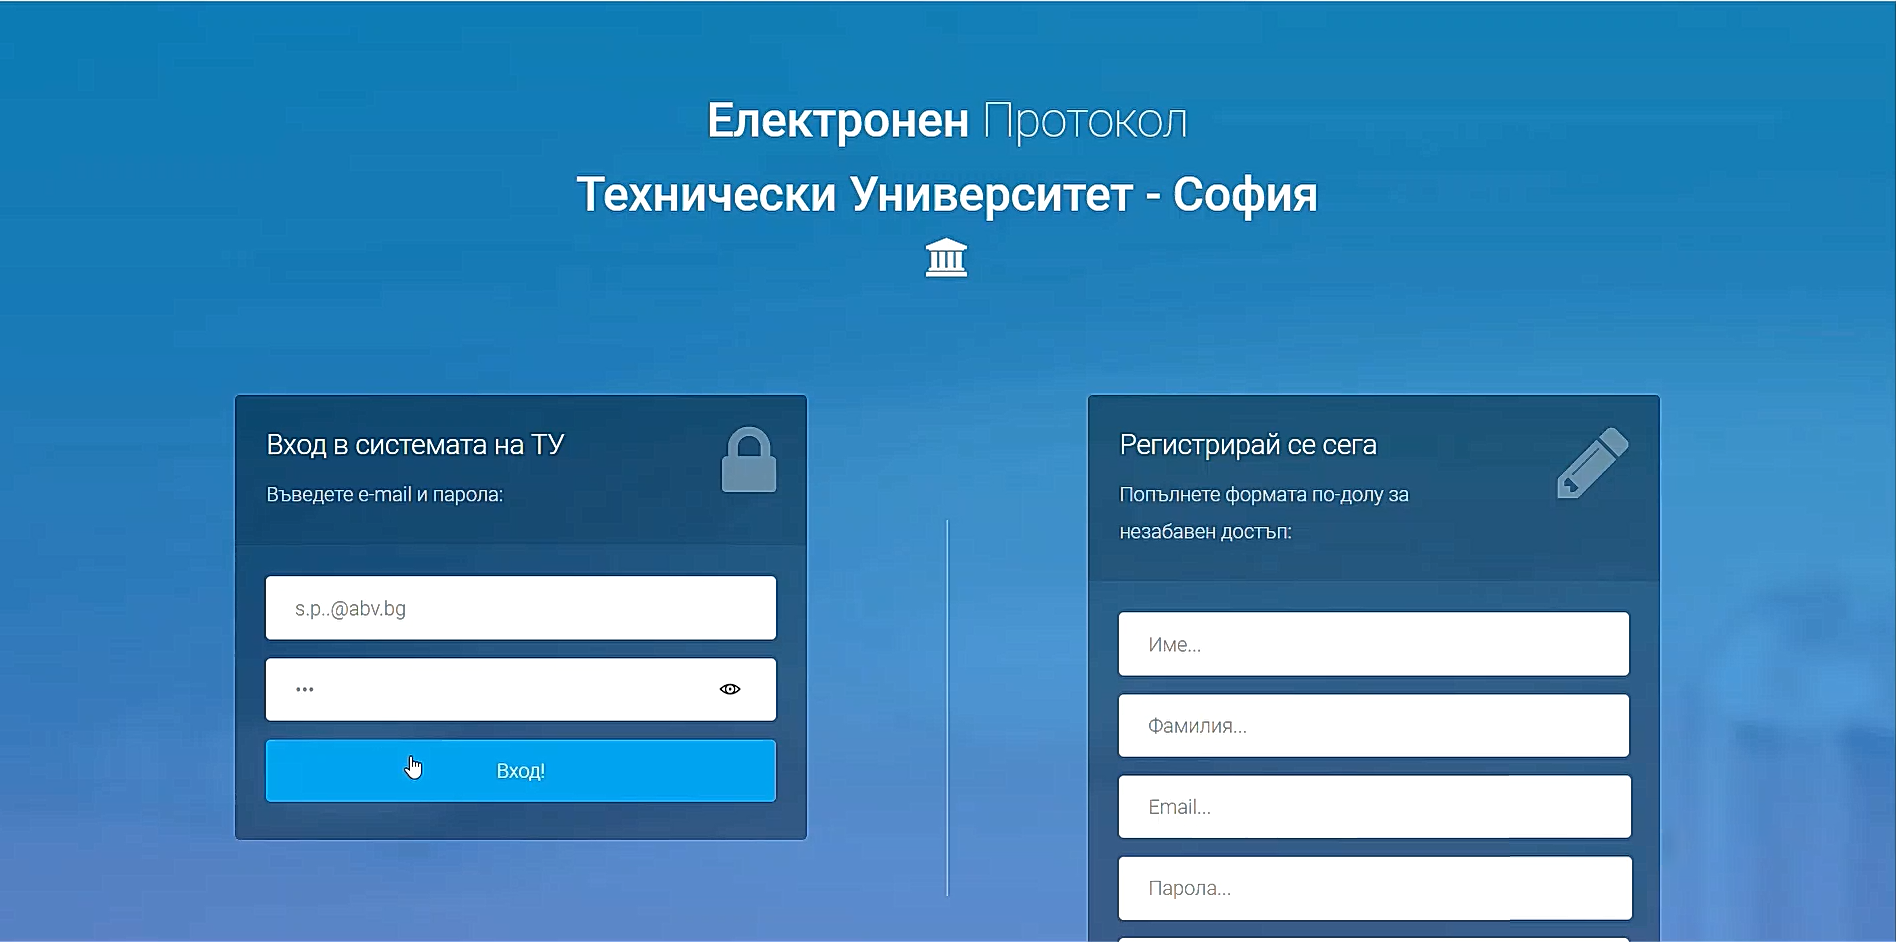 Електронен Протокол
Технически Университет - София
Вход в системата на ТУ
Въведете e-mail и парола:
s.p..@abv.bg
•••
Вход!
Регистрирай се сега
Попълнете формата по-долу за
незабавен достъп:
Име...
Фамилия...
Email...
Парола...